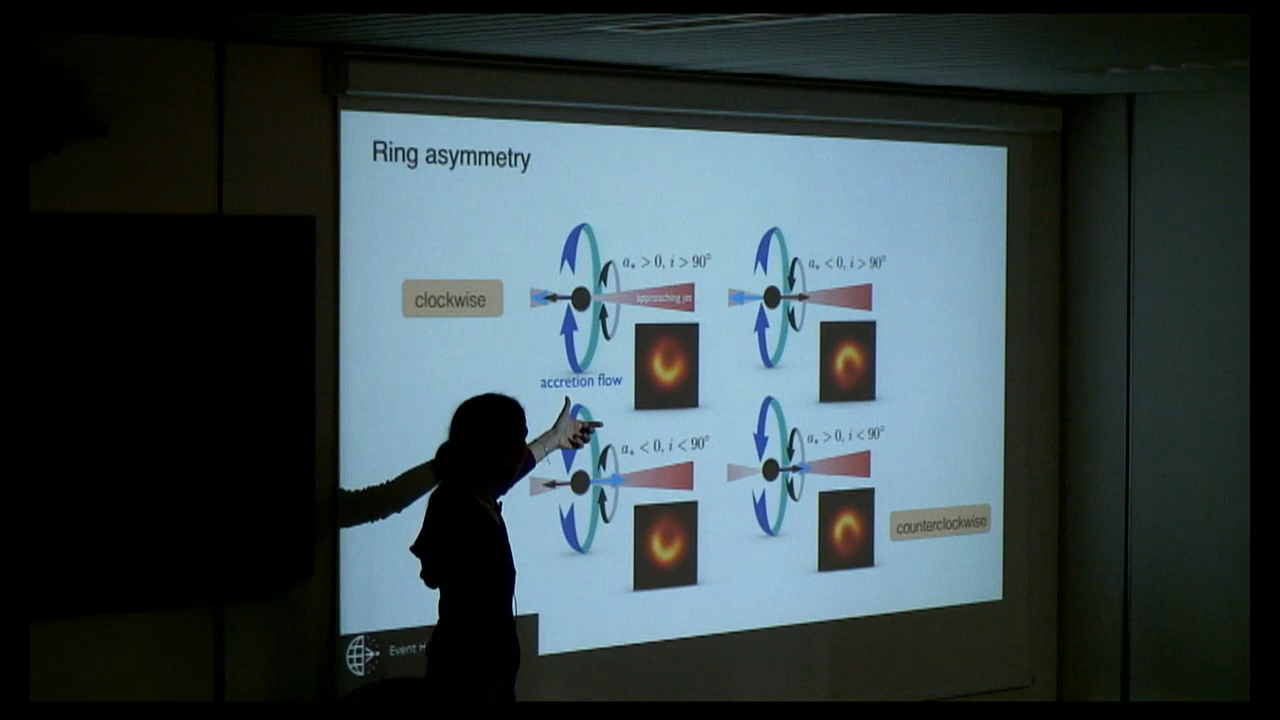 Ring asymmetry
a* > 0, i > 90°
a* < 0, i > 90°
clockwise
approaching jet
accretion flow
a* < 0, i < 90°
a* > 0, i < 90°
counterclockwise
Event